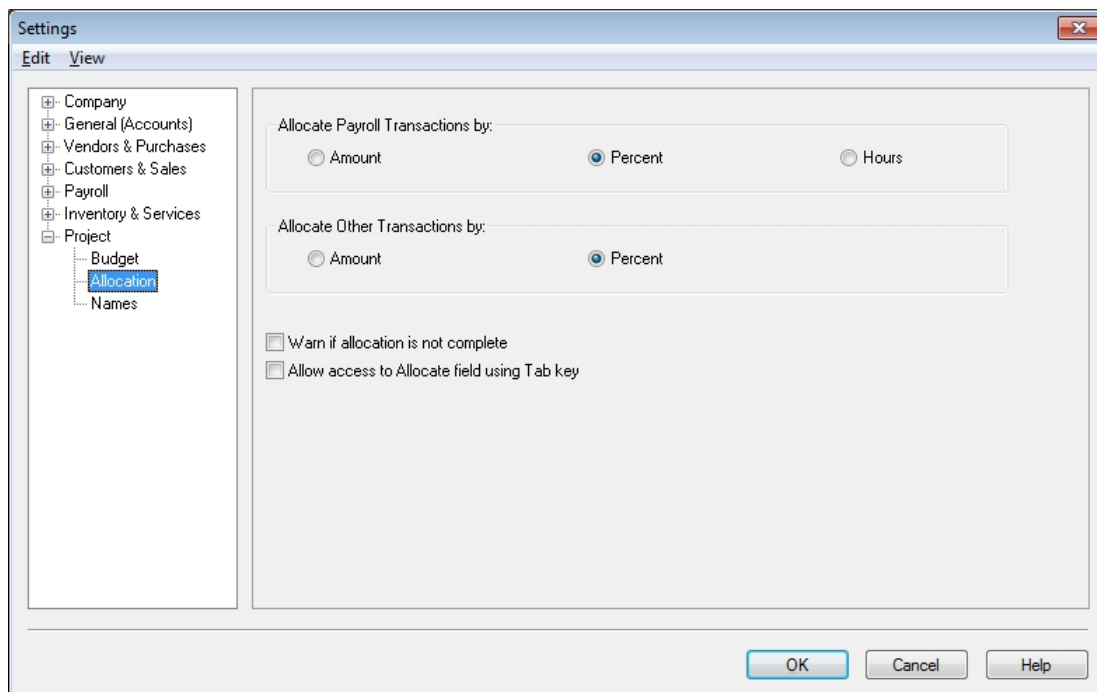 Settings
Edit View
Company
General (Accounts)
Vendors & Purchases
Customers & Sales
Payroll
Inventory & Services
Project
Budget
Allocation
Names
Allocate Payroll Transactions by:
Amount Percent Hours
Allocate Other Transactions by:
Amount Percent
Warn if allocation is not complete
Allow access to Allocate field using Tab key
OK Cancel Help